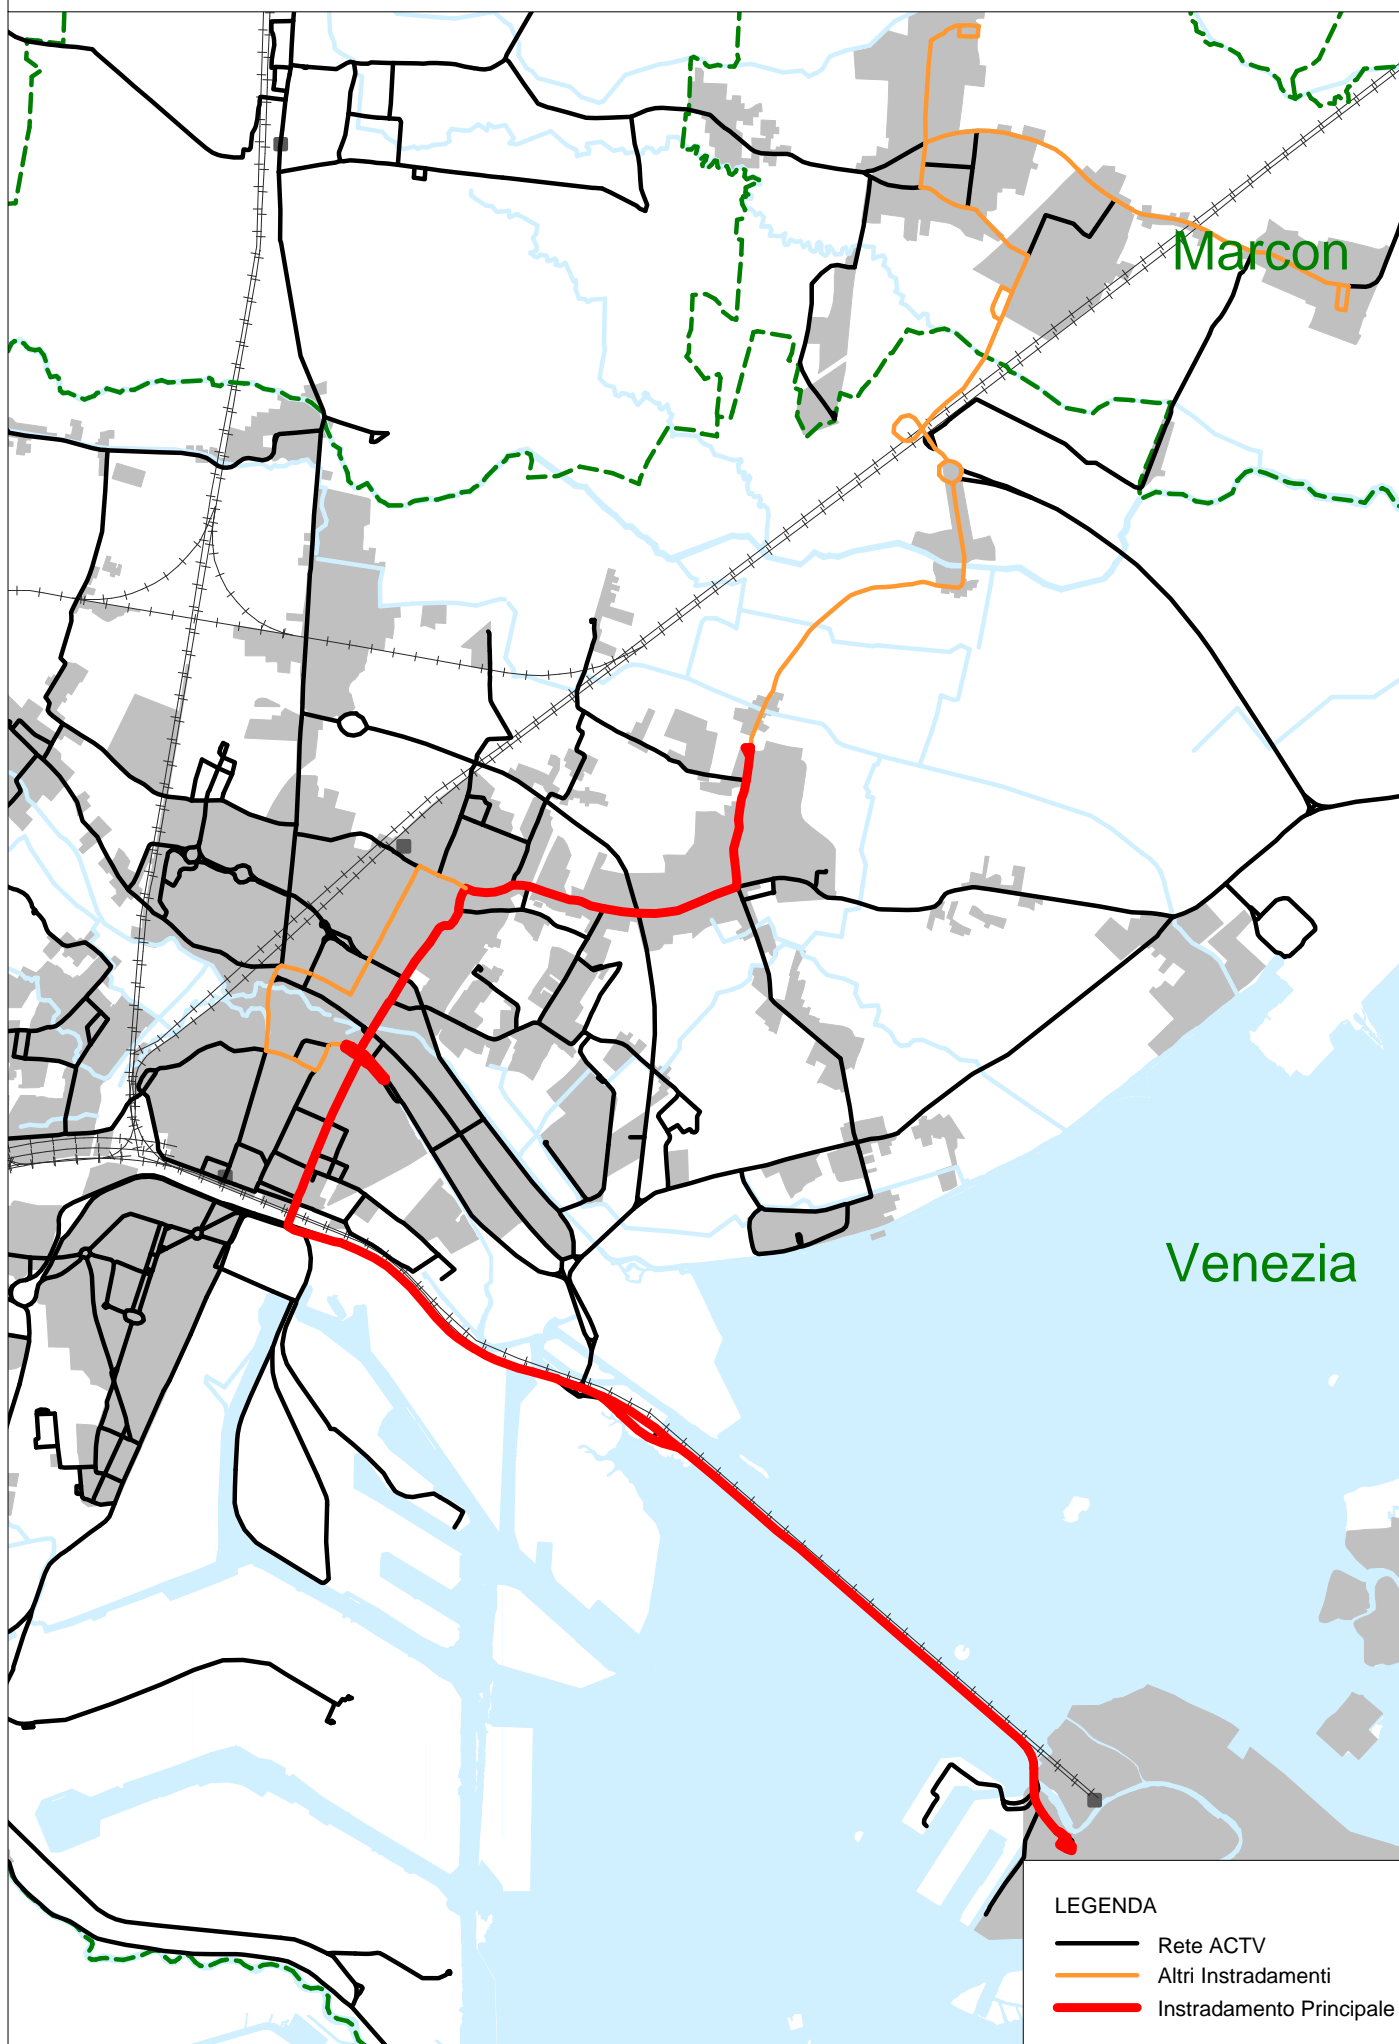 Marcon
Venezia
LEGENDA
Rete ACTV
Altri Instradamenti
Instradamento Principale